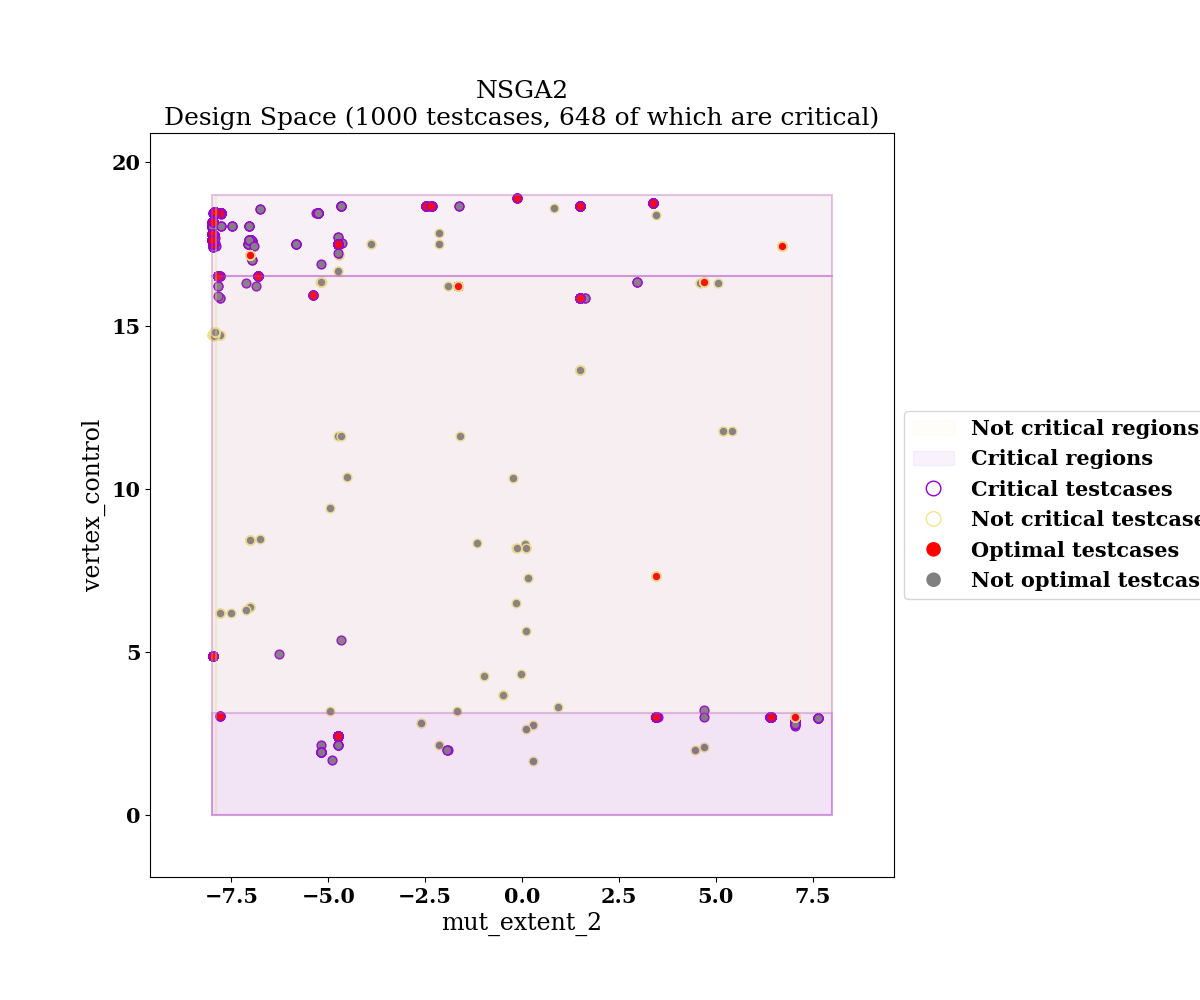 NSGA2
Design Space (1000 testcases, 648 of which are critical)
20
15
10
5
0
vertex_control
−7.5 −5.0 −2.5 0.0 2.5 5.0 7.5
mut_extent_2
Not critical regions
Critical regions
Critical testcases
Not critical testcase
Optimal testcases
Not optimal testcas